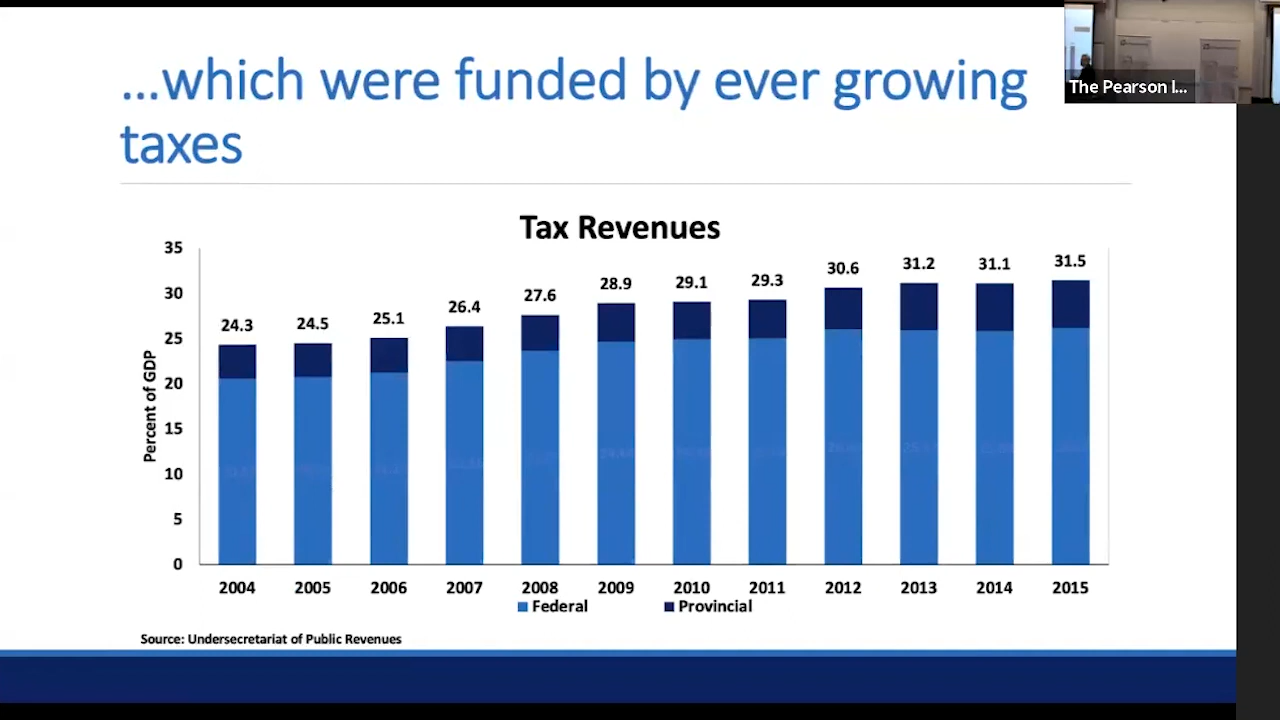 ...which were funded by ever growing
taxes
The Pearson I...
Tax Revenues
Percent of GDP
35
30
25
20
15
10
5
0
24.3
24.5
25.1
26.4
27.6
28.9
29.1
29.3
30.6
31.2
31.1
31.5
2004 2005 2006 2007 2008 2009 2010 2011 2012 2013 2014 2015
Federal Provincial
Source: Undersecretariat of Public Revenues